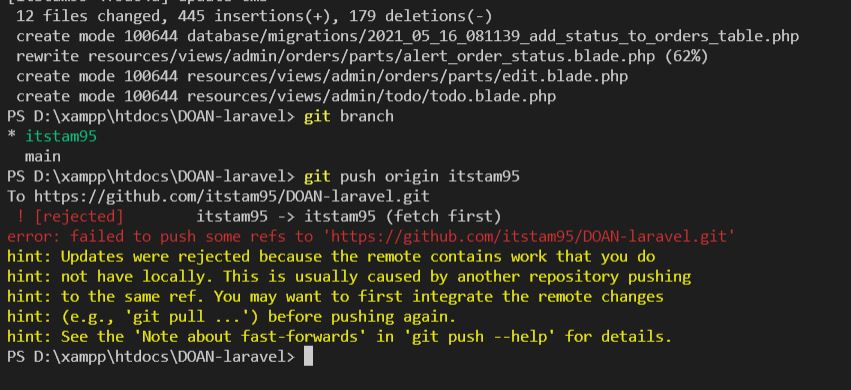 12 files changed, 445 insertions(+), 179 deletions(-)
create mode 100644 database/migrations/2021_05_16_081139_add_status_to_orders_table.php
rewrite resources/views/admin/orders/parts/alert_order_status.blade.php (62%)
create mode 100644 resources/views/admin/orders/parts/edit.blade.php
create mode 100644 resources/views/admin/todo/todo.blade.php
PS D:\xampp\htdocs\DOAN-laravel> git branch
* itstam95
main
PS D:\xampp\htdocs\DOAN-laravel> git push origin itstam95
To https://github.com/itstam95/DOAN-laravel.git
! [rejected] itstam95 -> itstam95 (fetch first)
error: failed to push some refs to 'https://github.com/itstam95/DOAN-laravel.git'
hint: Updates were rejected because the remote contains work that you do
hint: not have locally. This is usually caused by another repository pushing
hint: to the same ref. You may want to first integrate the remote changes
hint: (e.g., 'git pull ...') before pushing again.
hint: See the 'Note about fast-forwards' in 'git push --help' for details.
PS D:\xampp\htdocs\DOAN-laravel>